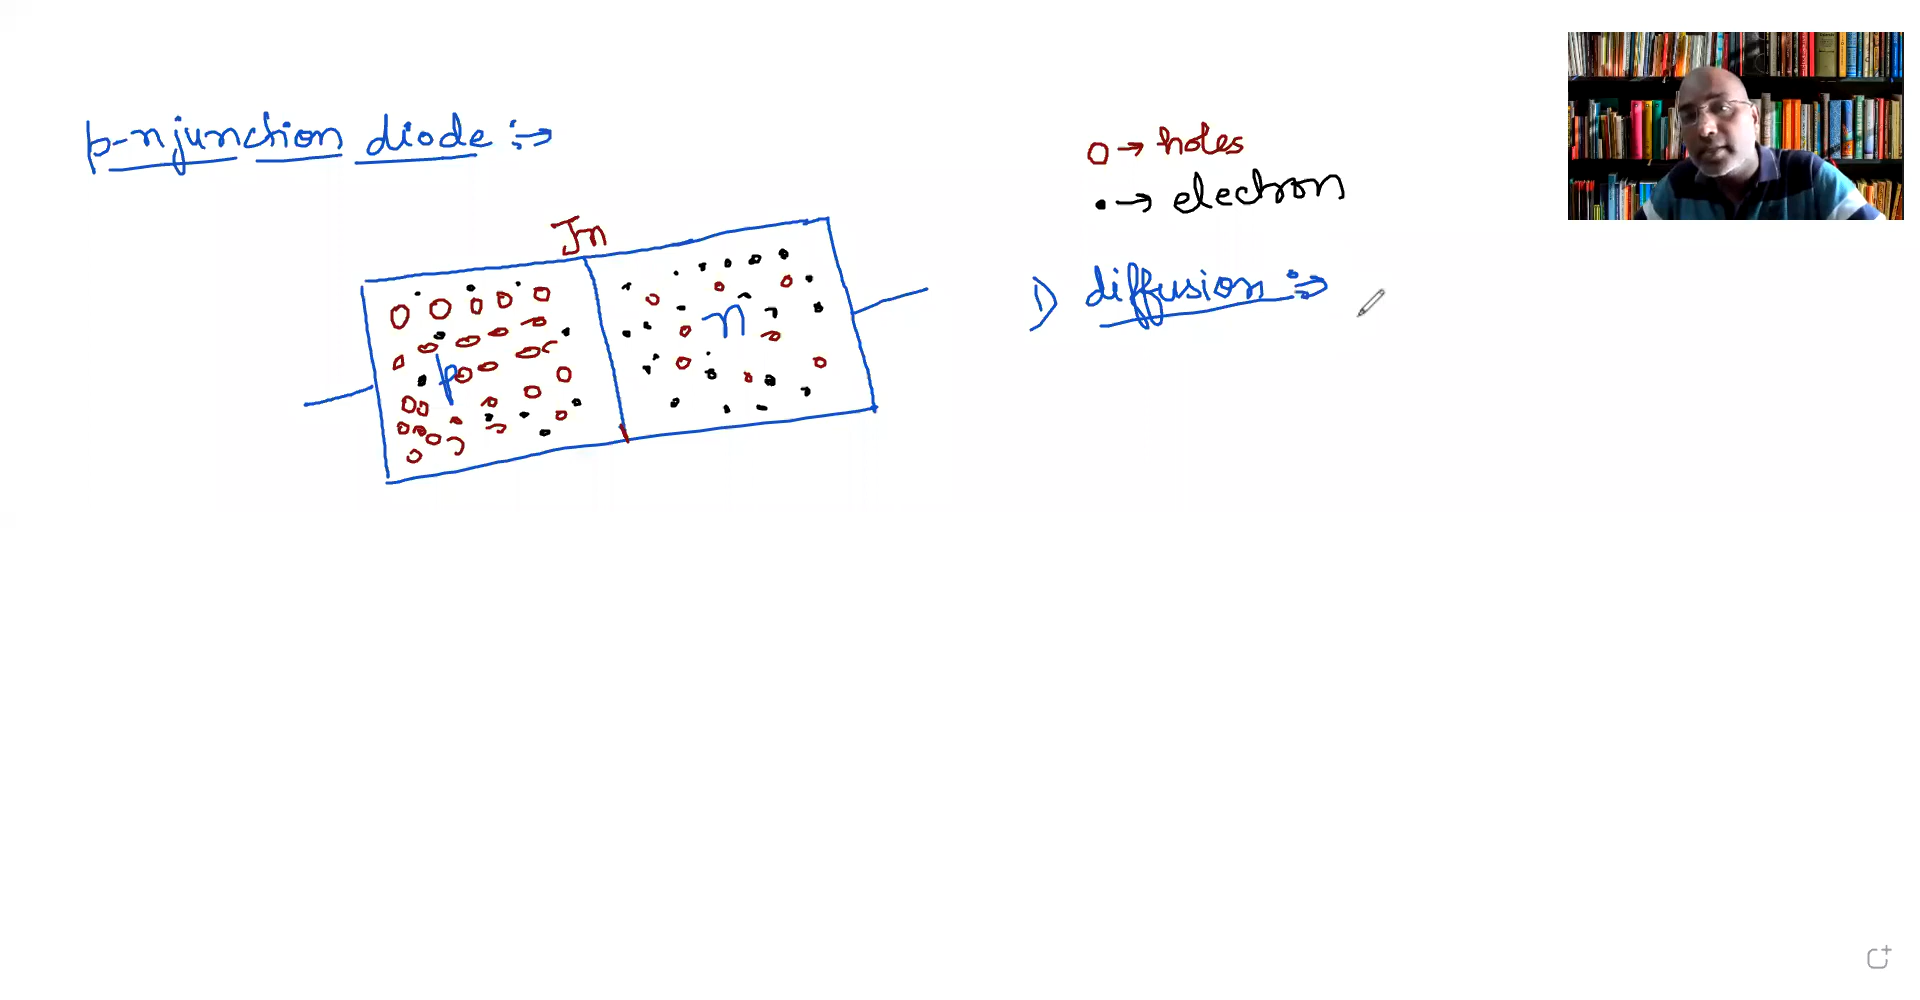 p-n junction diode :→
○ → holes
• → electron
Jn
1) diffusion :⇒
p
n